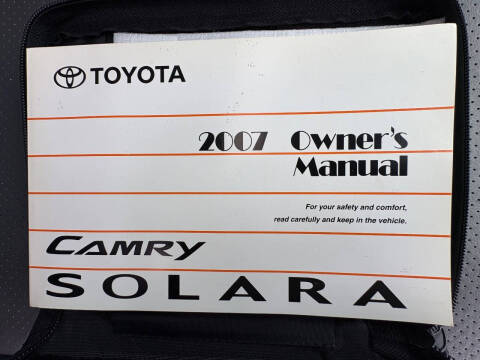 TOYOTA
2007 Owner's
Manual
For your safety and comfort,
read carefully and keep in the vehicle.
CAMRY
SOLARA